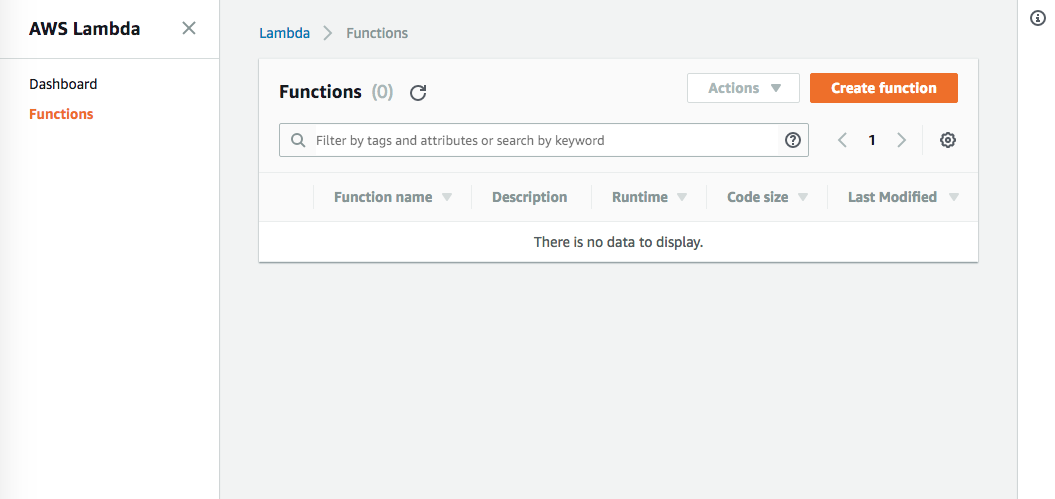 AWS Lambda
Dashboard
Functions
Lambda > Functions
Functions (0)
Actions
Create function
Filter by tags and attributes or search by keyword
1
Function name Description Runtime Code size Last Modified
There is no data to display.